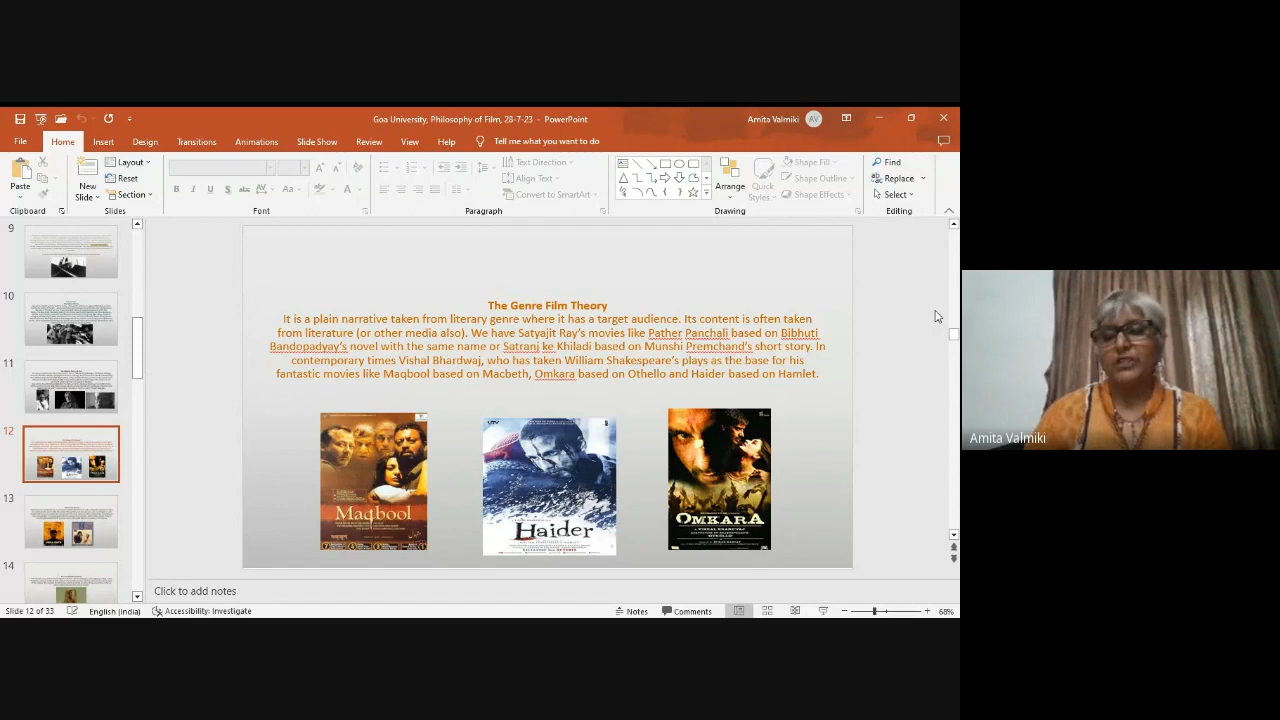 Goa University, Philosophy of Film, 28-7-23 - PowerPoint
Amita Valmiki
AV
File
Home
Insert
Design
Transitions
Animations
Slide Show
Review
View
Help
Tell me what you want to do
Paste
New
Slide
Layout
Reset
Section
Text Direction
Align Text
Convert to SmartArt
Arrange
Quick
Styles
Shape Fill
Shape Outline
Shape Effects
Find
Replace
Select
Clipboard
Slides
Font
Paragraph
Drawing
Editing
9
10
11
12
13
14
The Genre Film Theory
It is a plain narrative taken from literary genre where it has a target audience. Its content is often taken
from literature (or other media also). We have Satyajit Ray's movies like Pather Panchali based on Bibhuti
Bandopadyay's novel with the same name or Satranj ke Khiladi based on Munshi Premchand's short story. In
contemporary times Vishal Bhardwaj, who has taken William Shakespeare's plays as the base for his
fantastic movies like Maqbool based on Macbeth, Omkara based on Othello and Haider based on Hamlet.
Maqbool
UTV
Haider
OMKARA
Amita Valmiki
Click to add notes
Slide 12 of 33
English (India)
Accessibility: Investigate
Notes
Comments
68%